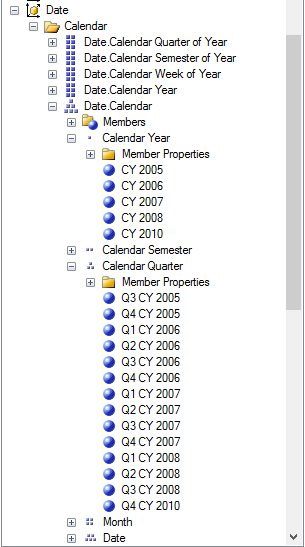 Date
Calendar
Date.Calendar Quarter of Year
Date.Calendar Semester of Year
Date.Calendar Week of Year
Date.Calendar Year
Date.Calendar
Members
Calendar Year
Member Properties
CY 2005
CY 2006
CY 2007
CY 2008
CY 2010
Calendar Semester
Calendar Quarter
Member Properties
Q3 CY 2005
Q4 CY 2005
Q1 CY 2006
Q2 CY 2006
Q3 CY 2006
Q4 CY 2006
Q1 CY 2007
Q2 CY 2007
Q3 CY 2007
Q4 CY 2007
Q1 CY 2008
Q2 CY 2008
Q3 CY 2008
Q4 CY 2010
Month
Date